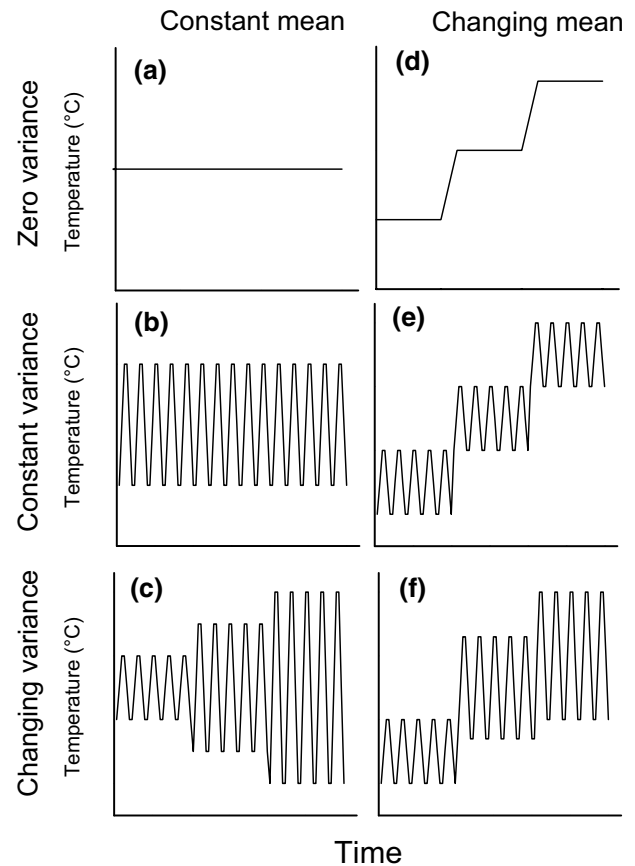 Constant mean
Changing mean
Zero variance
Temperature (°C)
(a)
(d)
Constant variance
Temperature (°C)
(b)
(e)
Changing variance
Temperature (°C)
(c)
(f)
Time